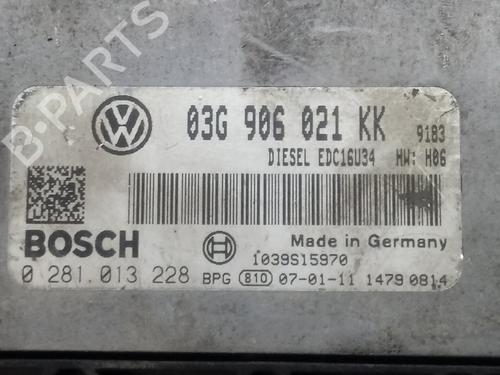 B-PARTS
03G 906 021 KK 9183
DIESEL EDC16U34 HW: H06
BOSCH
Made in Germany
1039S15970
0 281 013 228 BPG 810 07-01-11 1479 0814